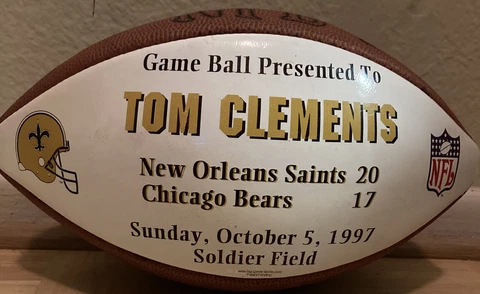 Game Ball Presented To
TOM CLEMENTS
New Orleans Saints 20
Chicago Bears 17
Sunday, October 5, 1997
Soldier Field
NFL